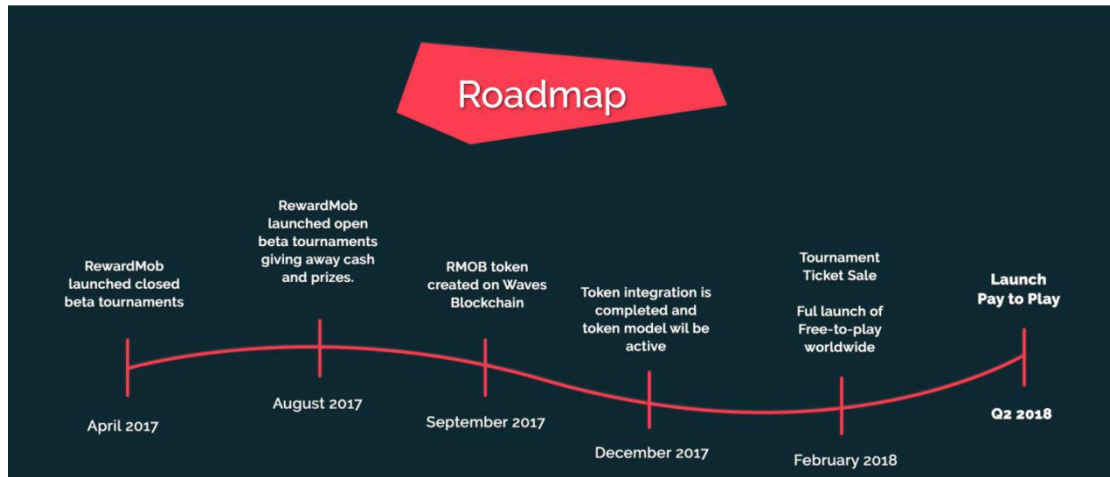 Roadmap
RewardMob
launched closed
beta tournaments
April 2017
RewardMob
launched open
beta tournaments
giving away cash
and prizes.
August 2017
RMOB token
created on Waves
Blockchain
September 2017
Token integration is
completed and
token model wil be
active
December 2017
Tournament
Ticket Sale
Ful launch of
Free-to-play
worldwide
February 2018
Launch
Pay to Play
Q2 2018